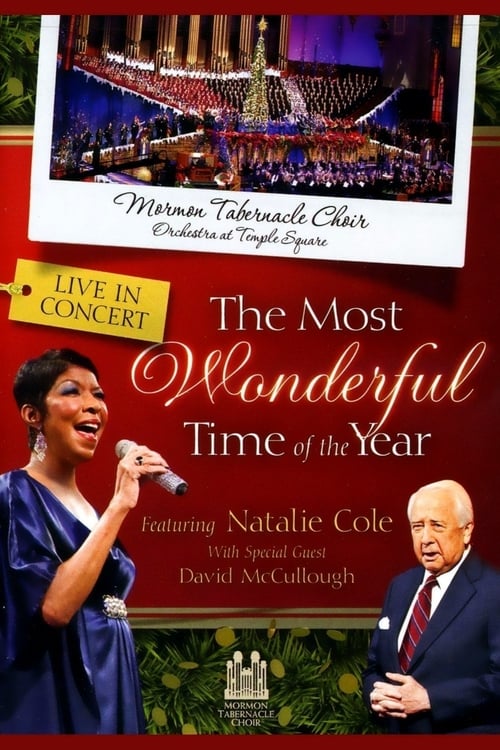 Mormon Tabernacle Choir
Orchestra at Temple Square
LIVE IN
CONCERT
The Most
Wonderful
Time of the Year
Featuring Natalie Cole
With Special Guest
David McCullough
MORMON
TABERNACLE
CHOIR